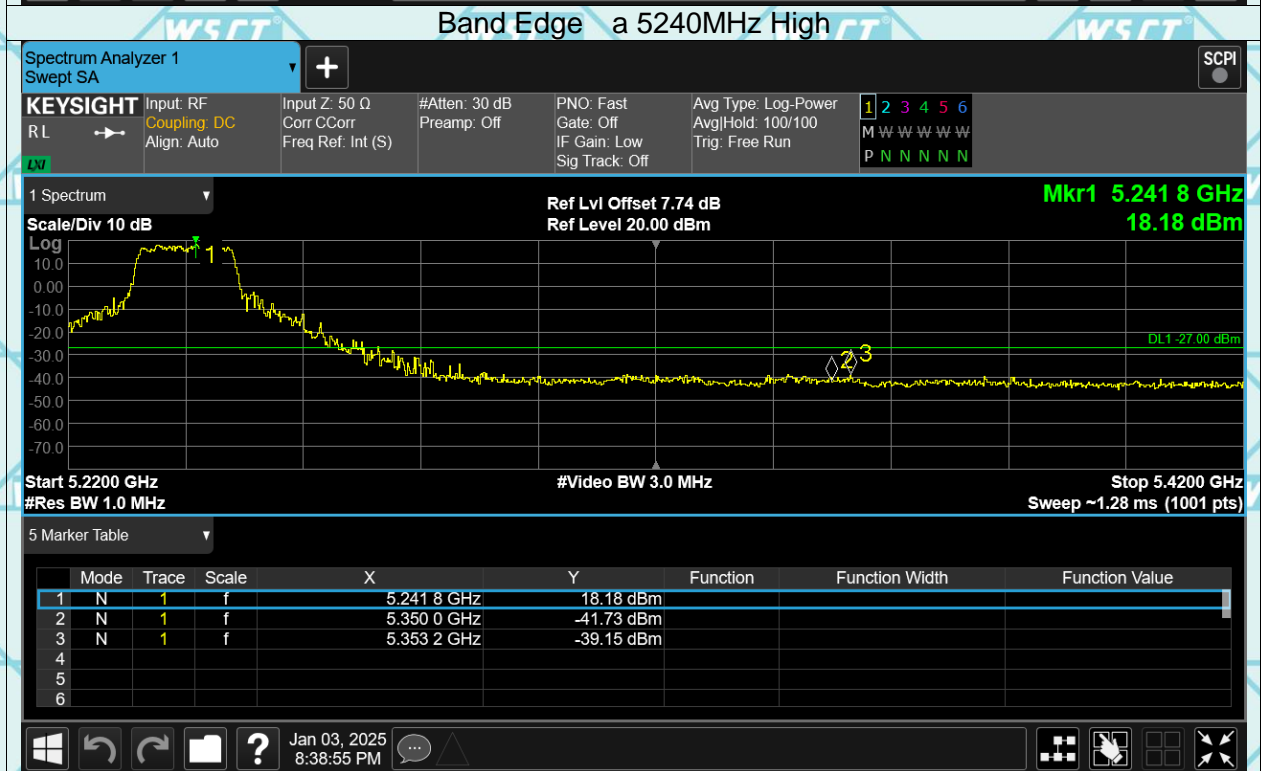 WSCT WSCT WSCT
Band Edge a 5240MHz High
Spectrum Analyzer 1
Swept SA
SCPI
KEYSIGHT Input: RF Input Z: 50 Ω #Atten: 30 dB PNO: Fast Avg Type: Log-Power 1 2 3 4 5 6
RL Coupling: DC Corr CCorr Preamp: Off Gate: Off Avg|Hold: 100/100 M W W W W W
Align: Auto Freq Ref: Int (S) IF Gain: Low Trig: Free Run P N N N N N
LXI Sig Track: Off
1 Spectrum Ref Lvl Offset 7.74 dB Mkr1 5.241 8 GHz
Scale/Div 10 dB Ref Level 20.00 dBm 18.18 dBm
Log
1
10.0
0.00
-10.0
-20.0
DL1 -27.00 dBm
-30.0
2 3
-40.0
-50.0
-60.0
-70.0
Start 5.2200 GHz #Video BW 3.0 MHz Stop 5.4200 GHz
#Res BW 1.0 MHz Sweep ~1.28 ms (1001 pts)
5 Marker Table
Mode Trace Scale X Y Function Function Width Function Value
1 N 1 f 5.241 8 GHz 18.18 dBm
2 N 1 f 5.350 0 GHz -41.73 dBm
3 N 1 f 5.353 2 GHz -39.15 dBm
4
5
6
? Jan 03, 2025
8:38:55 PM